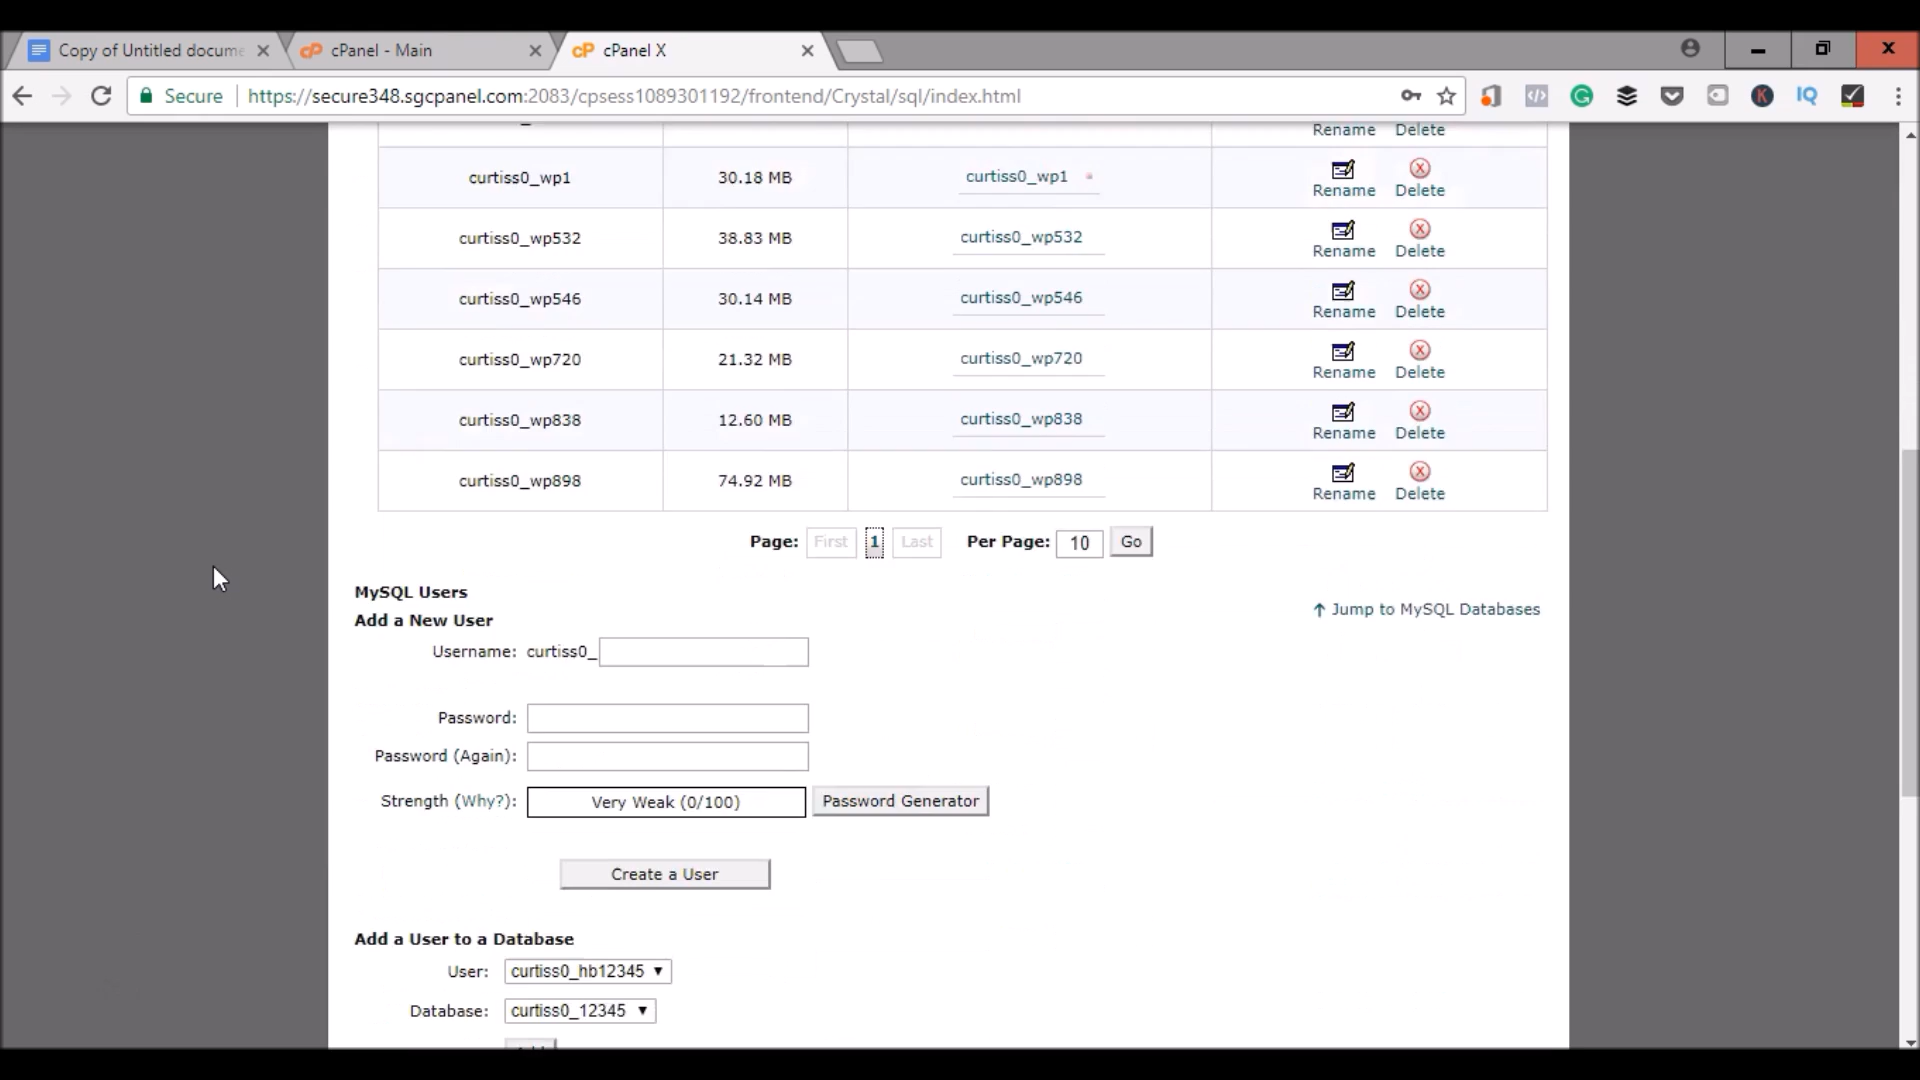 Copy of Untitled docume
cPanel - Main
cPanel X
Secure https://secure348.sgcpanel.com:2083/cpsess1089301192/frontend/Crystal/sql/index.html
Rename Delete
curtiss0_wp1 30.18 MB curtiss0_wp1 Rename Delete
curtiss0_wp532 38.83 MB curtiss0_wp532 Rename Delete
curtiss0_wp546 30.14 MB curtiss0_wp546 Rename Delete
curtiss0_wp720 21.32 MB curtiss0_wp720 Rename Delete
curtiss0_wp838 12.60 MB curtiss0_wp838 Rename Delete
curtiss0_wp898 74.92 MB curtiss0_wp898 Rename Delete
Page: First 1 Last Per Page: 10 Go
MySQL Users
↑ Jump to MySQL Databases
Add a New User
Username: curtiss0_
Password:
Password (Again):
Strength (Why?): Very Weak (0/100) Password Generator
Create a User
Add a User to a Database
User: curtiss0_hb12345
Database: curtiss0_12345